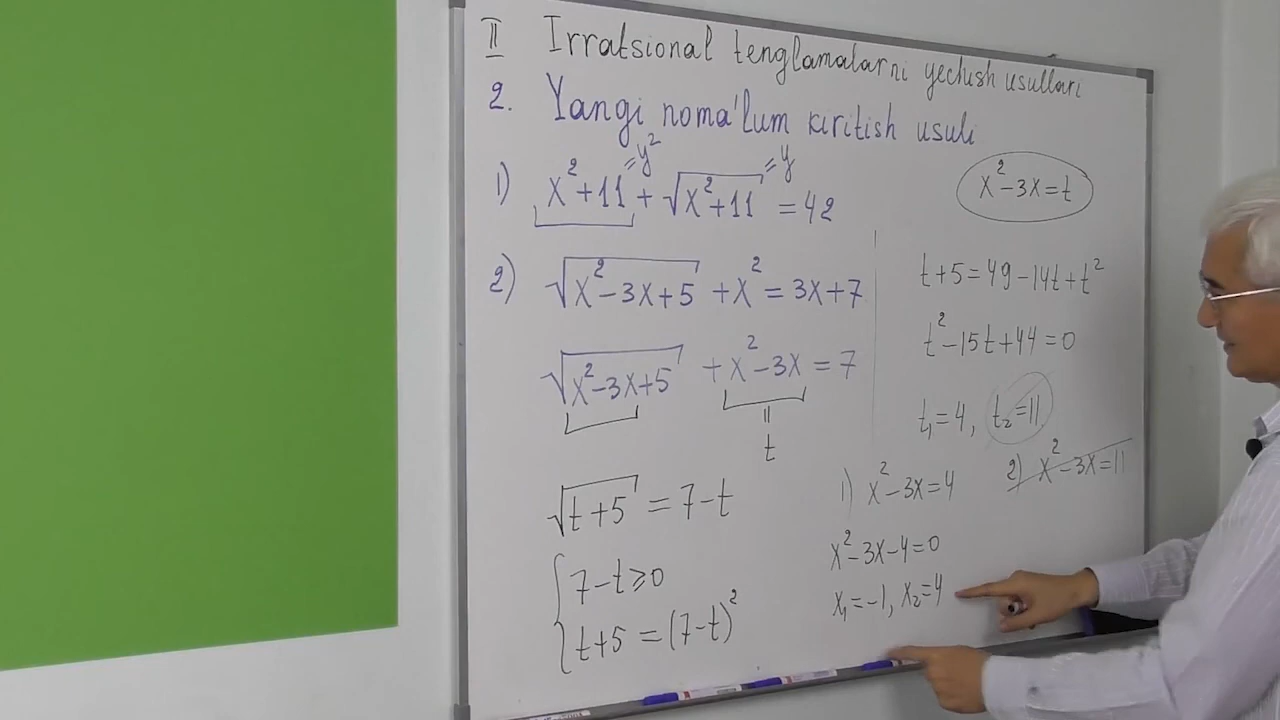 II Irratsional tenglamalarni yechish usullari
2. Yangi noma'lum kiritish usuli
1) x²+11 =y² + √(x²+11) =y =42
2) √(x²-3x+5) +x² = 3x+7
√(x²-3x+5) +x²-3x = 7
= t
√(t+5) = 7-t
7-t≥0
t+5 = (7-t)²
x²-3x=t
t+5=49-14t+t²
t²-15t+44=0
t₁=4, t₂=11
1) x²-3x=4 2) x²-3x=11
x²-3x-4=0
x₁=-1, x₂=4